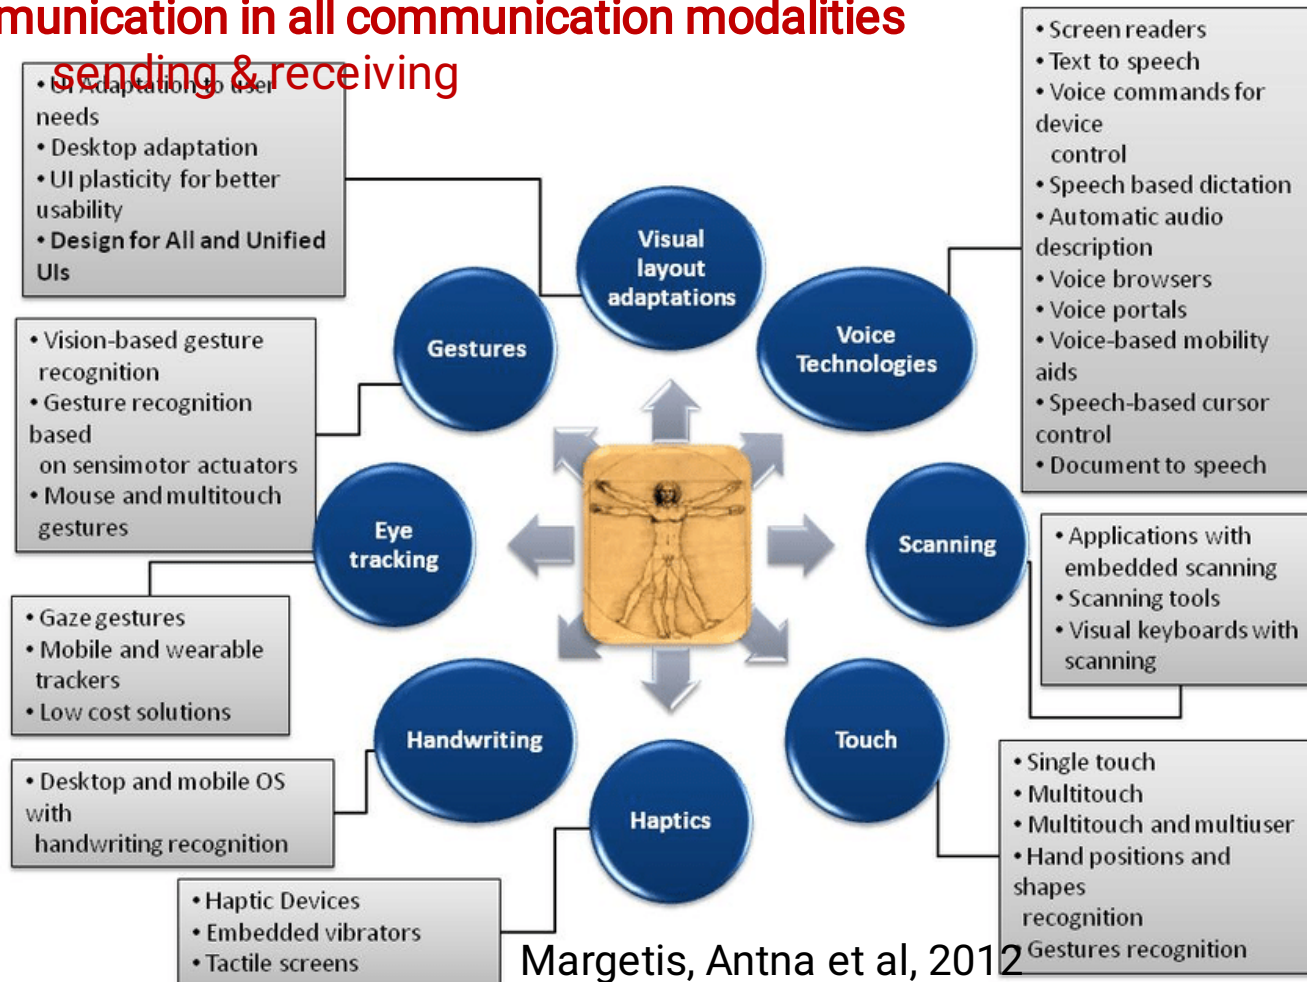 munication in all communication modalities
sending & receiving
• UI Adaptation to user
needs
• Desktop adaptation
• UI plasticity for better
usability
• Design for All and Unified
UIs
Visual
layout
adaptations
• Screen readers
• Text to speech
• Voice commands for
device
control
• Speech based dictation
• Automatic audio
description
• Voice browsers
• Voice portals
• Voice-based mobility
aids
• Speech-based cursor
control
• Document to speech
Voice
Technologies
Gestures
• Vision-based gesture
recognition
• Gesture recognition
based
on sensimotor actuators
• Mouse and multitouch
gestures
Eye
tracking
• Gaze gestures
• Mobile and wearable
trackers
• Low cost solutions
Scanning
• Applications with
embedded scanning
• Scanning tools
• Visual keyboards with
scanning
Handwriting
• Desktop and mobile OS
with
handwriting recognition
Touch
• Single touch
• Multitouch
• Multitouch and multiuser
• Hand positions and
shapes
recognition
• Gestures recognition
Haptics
• Haptic Devices
• Embedded vibrators
• Tactile screens
Margetis, Antna et al, 2012